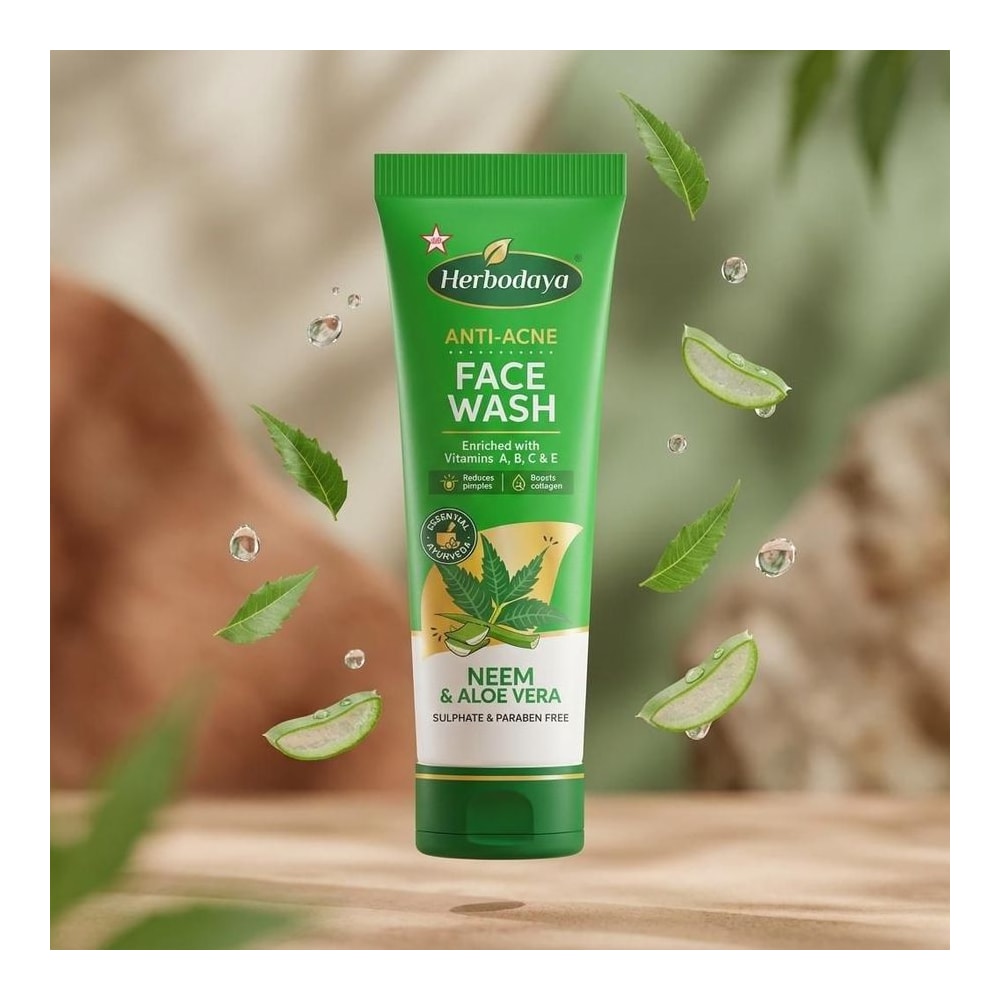 Herbodaya
®
ANTI-ACNE
FACE
WASH
Enriched with
Vitamins A, B, C & E
Reduces
pimples
Boosts
collagen
ESSENTIAL
AYURVEDA
NEEM
& ALOE VERA
SULPHATE & PARABEN FREE